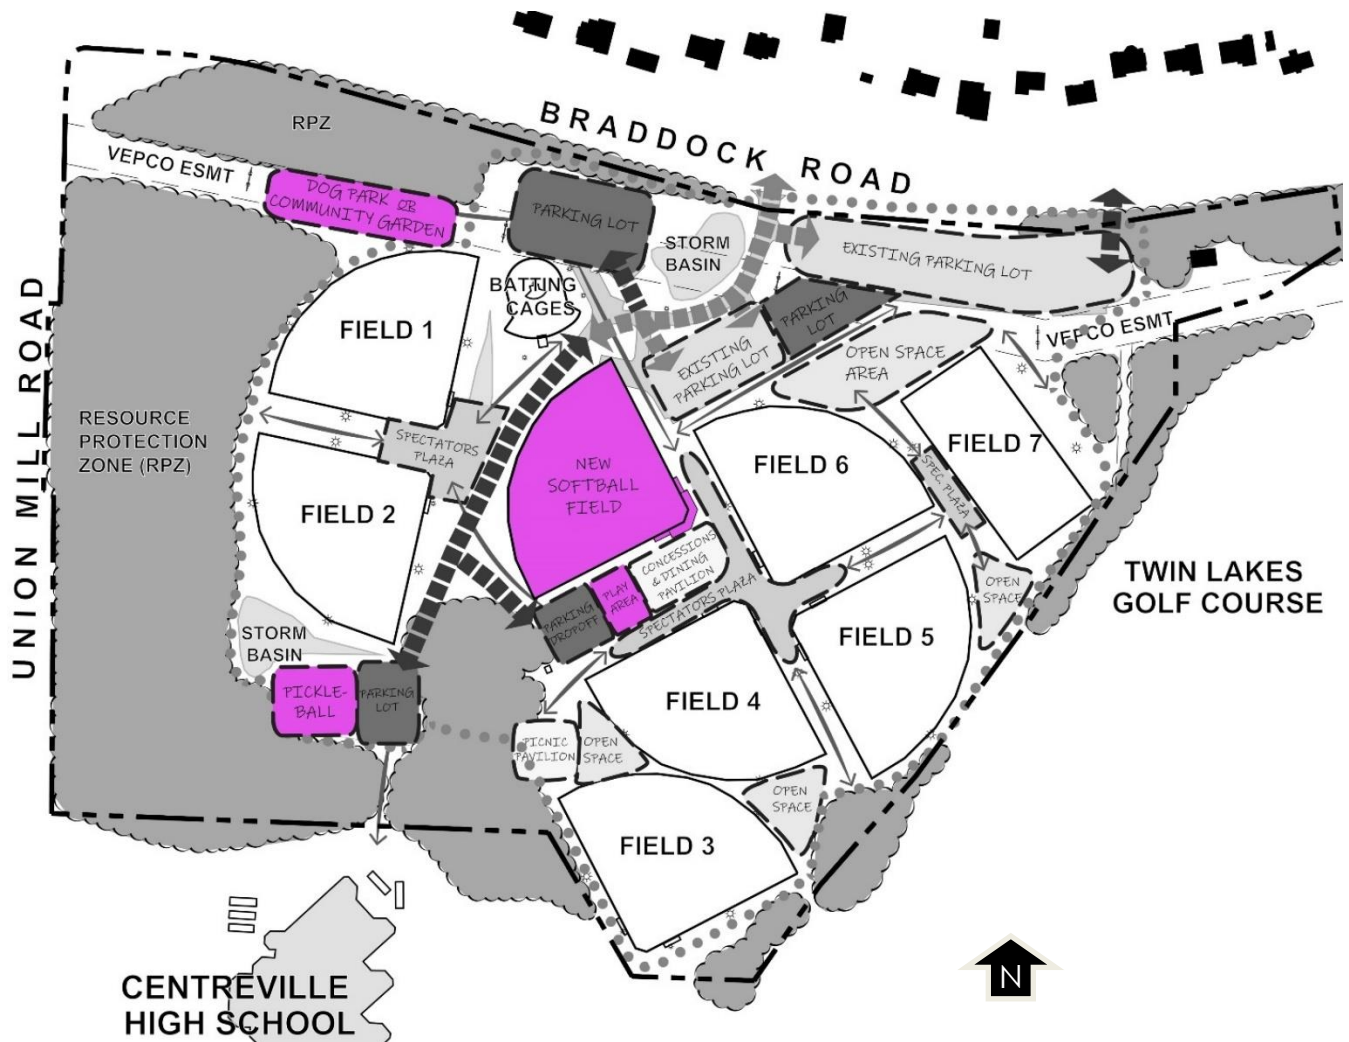 BRADDOCK ROAD
RPZ
VEPCO ESMT
DOG PARK OR
COMMUNITY GARDEN
PARKING LOT
STORM
BASIN
EXISTING PARKING LOT
BATTING
CAGES
FIELD 1
PARKING
LOT
EXISTING
PARKING LOT
OPEN SPACE
AREA
VEPCO ESMT
UNION MILL ROAD
RESOURCE
PROTECTION
ZONE (RPZ)
SPECTATORS
PLAZA
FIELD 2
NEW
SOFTBALL
FIELD
FIELD 6
FIELD 7
SPEC. PLAZA
CONCESSIONS
& DINING
PAVILION
PLAY
AREA
PARKING
DROPOFF
SPECTATORS PLAZA
OPEN
SPACE
TWIN LAKES
GOLF COURSE
STORM
BASIN
FIELD 5
PICKLE-
BALL
PARKING
LOT
FIELD 4
PICNIC
PAVILION
OPEN
SPACE
OPEN
SPACE
FIELD 3
CENTREVILLE
HIGH SCHOOL
N